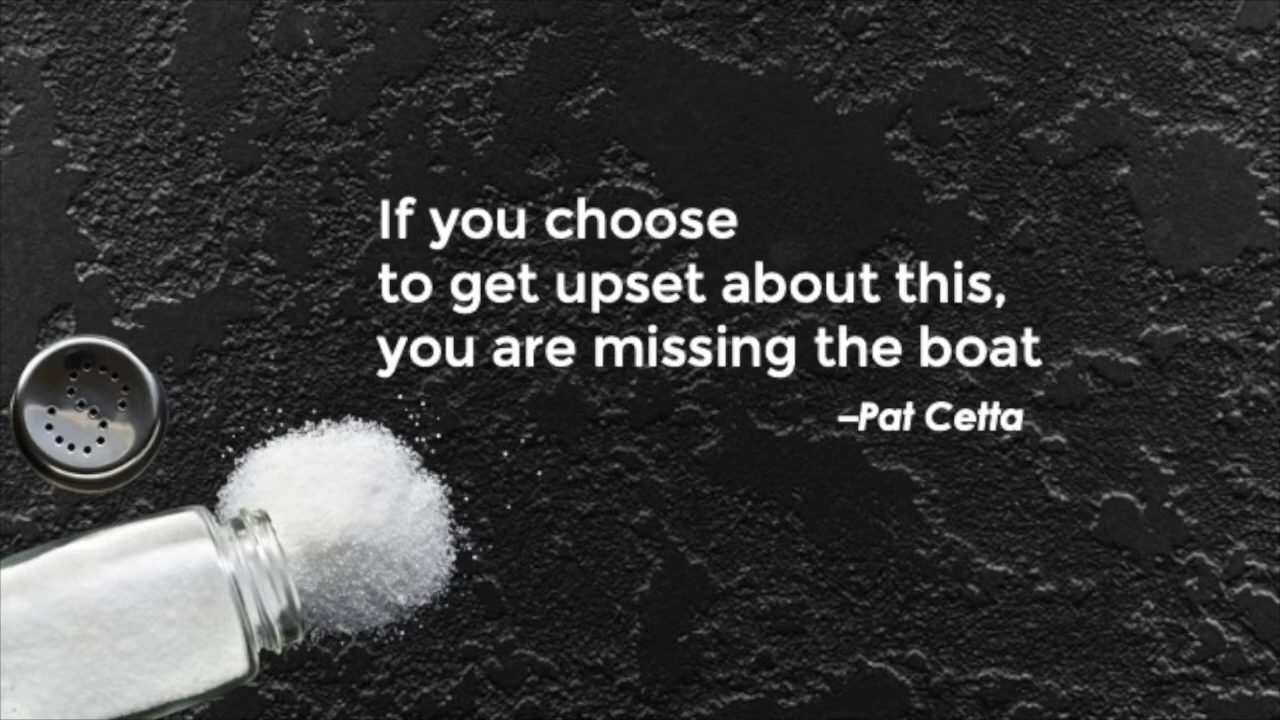 If you choose
to get upset about this,
you are missing the boat
–Pat Cetta